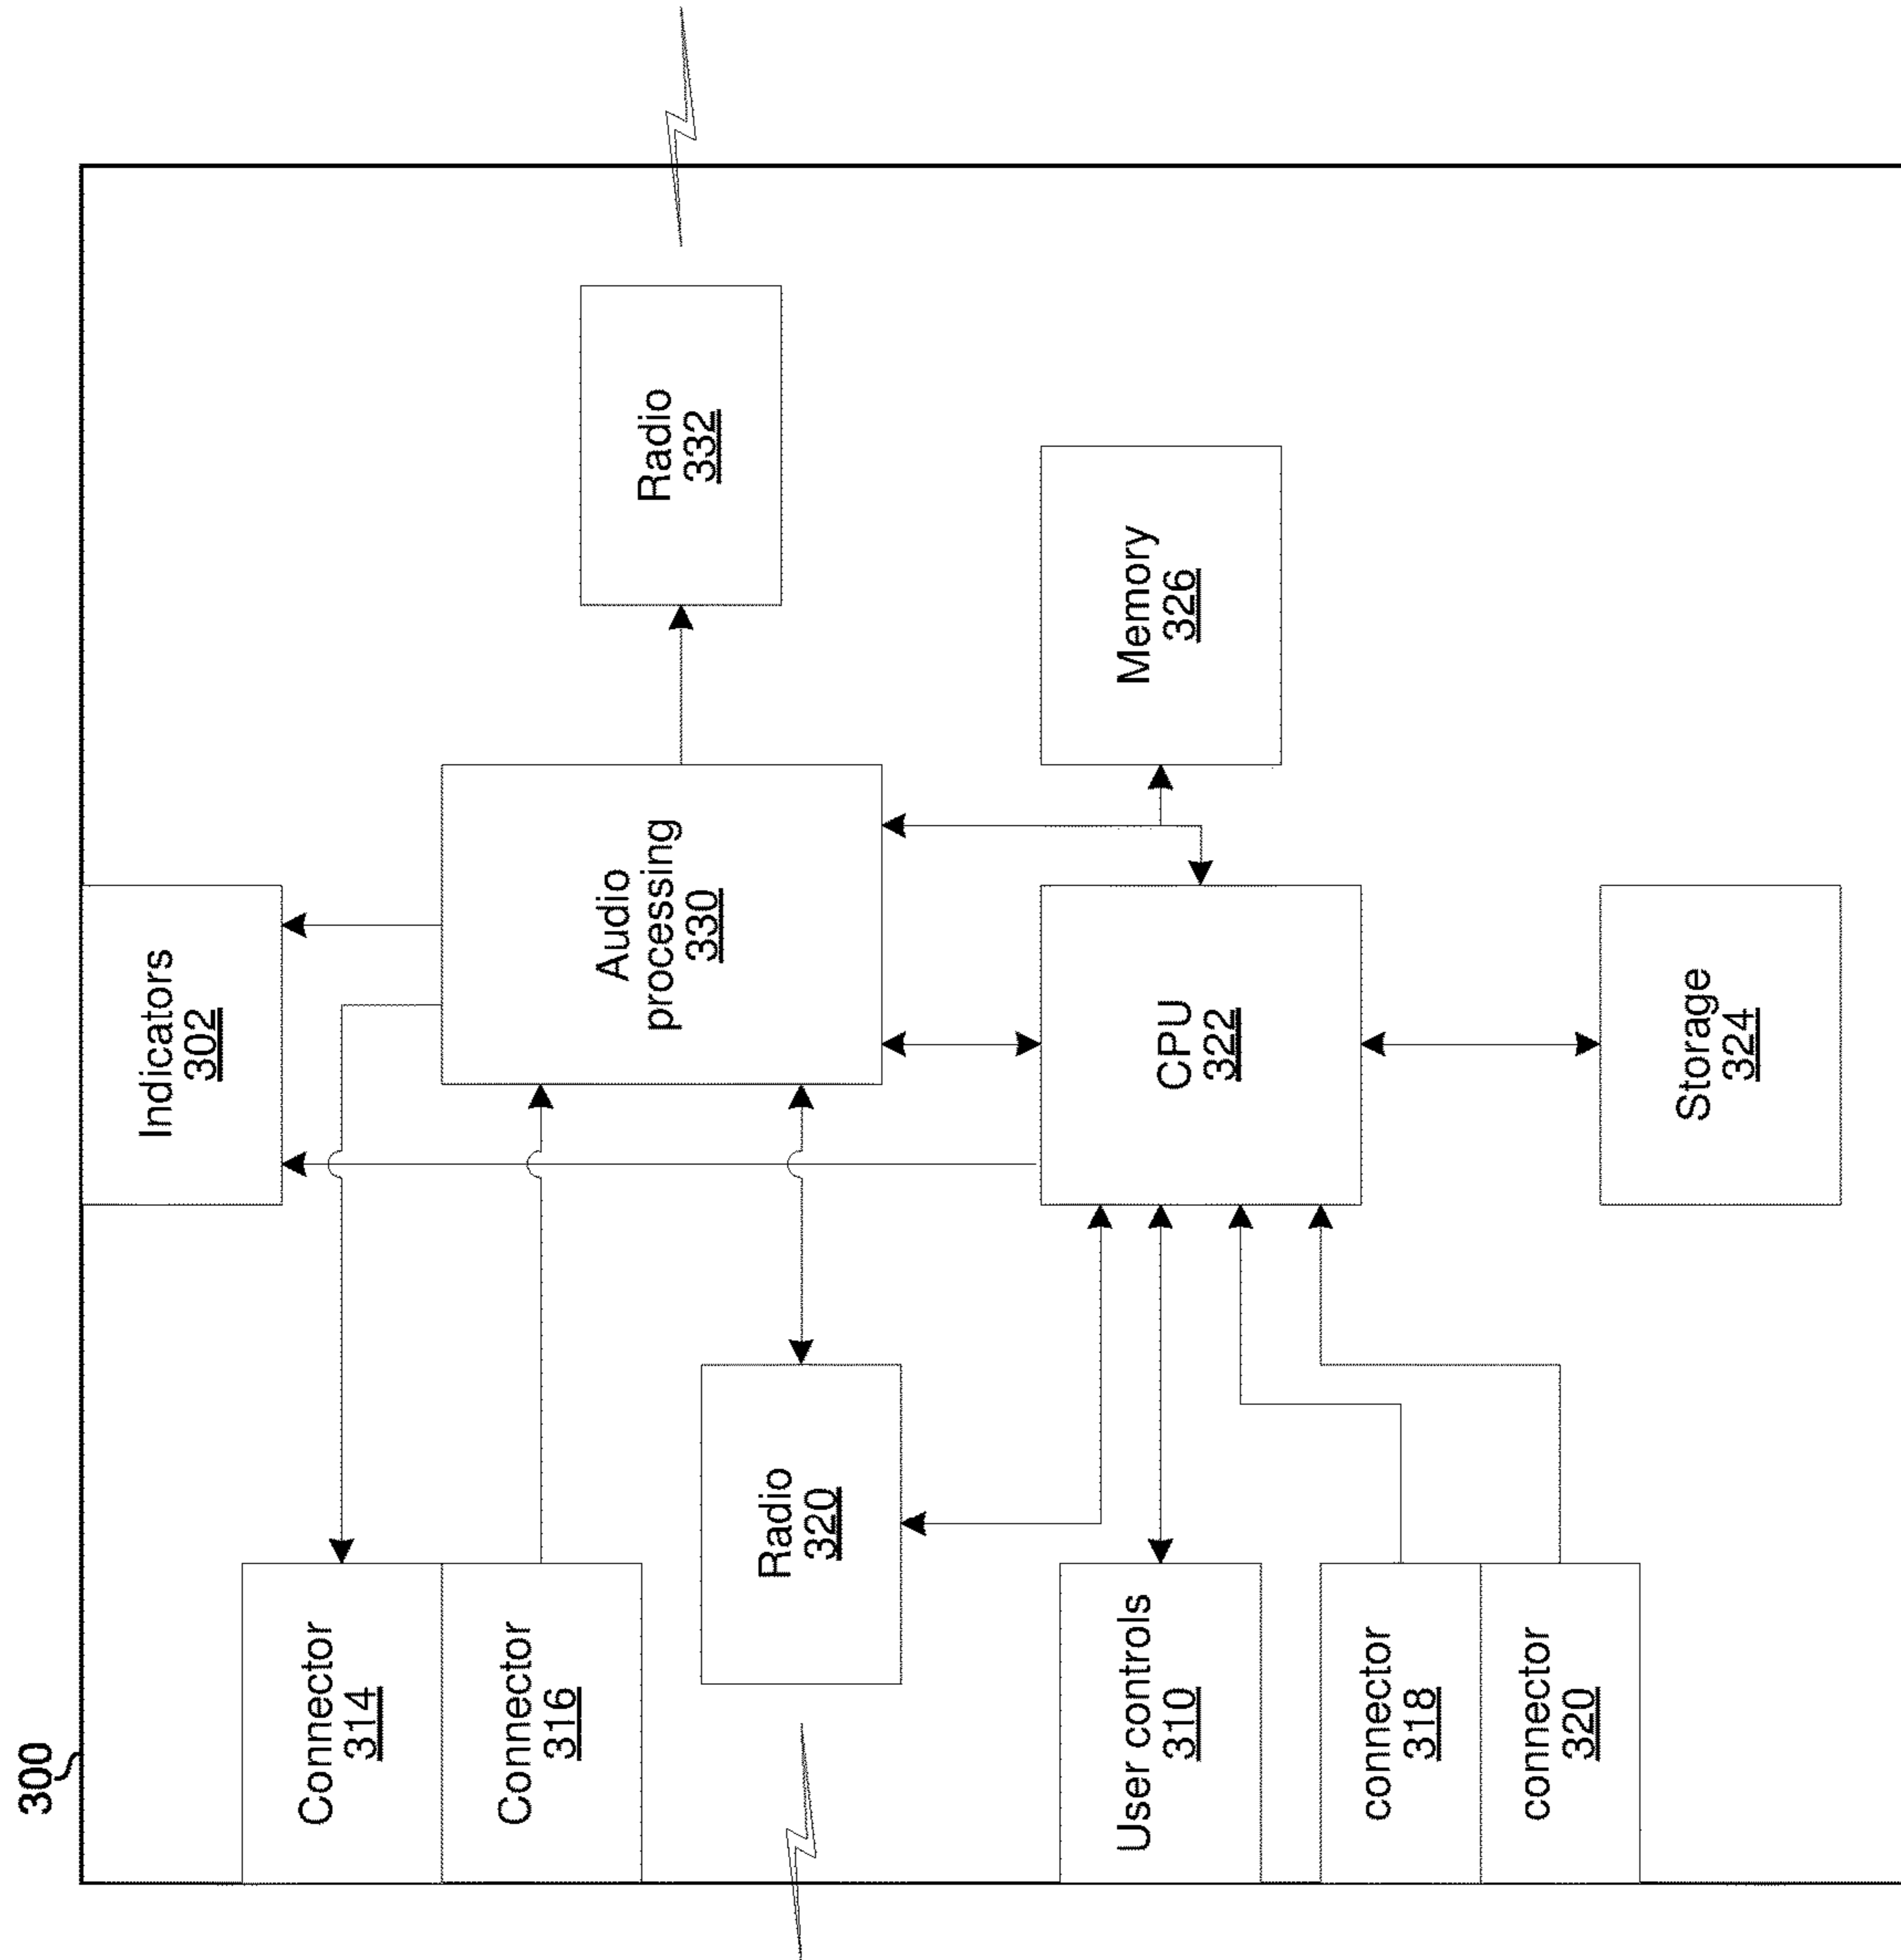 300
Indicators
302
Connector
314
Connector
316
Audio
processing
330
Radio
332
Radio
320
User controls
310
CPU
322
Memory
326
connector
318
connector
320
Storage
324